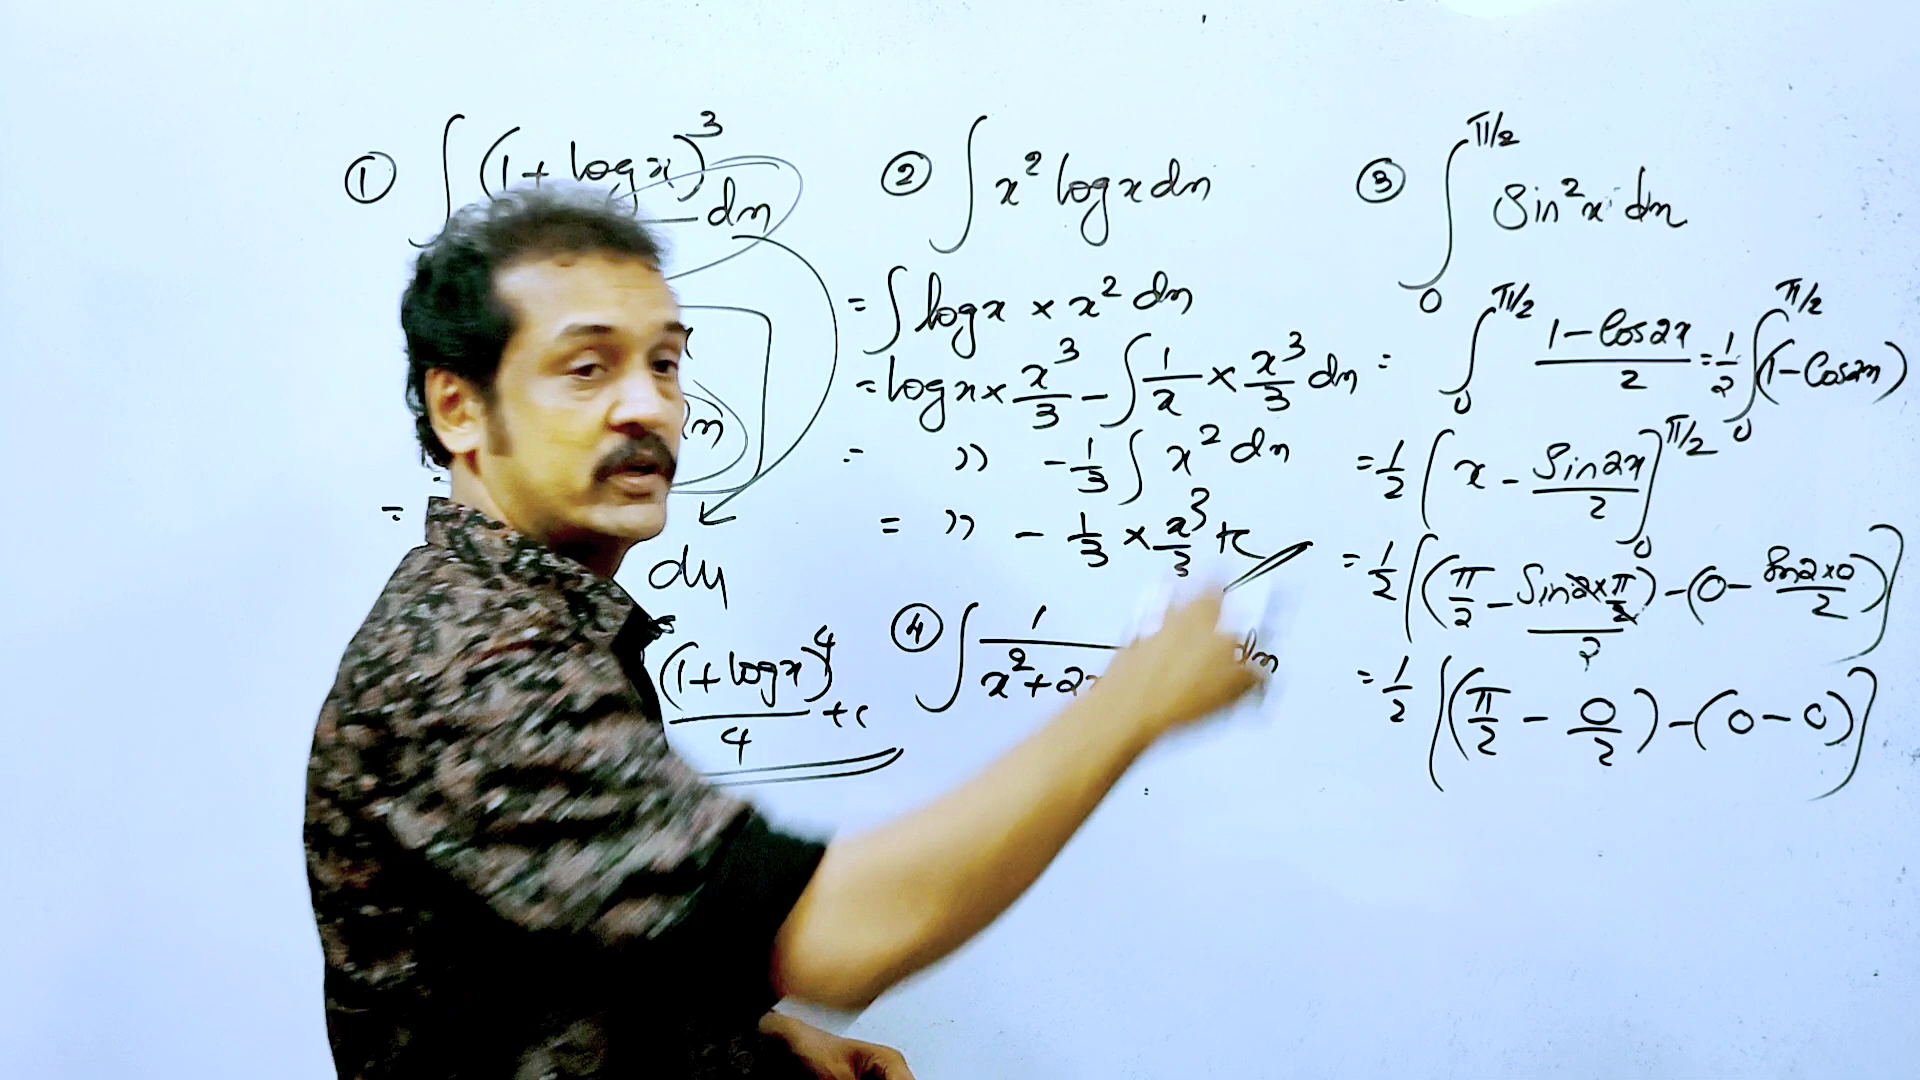 ① ∫ (1 + log x)³ dx
dy
(1 + log x)⁴ / 4 + c
② ∫ x² log x dx
= ∫ log x × x² dx
= log x × x³/3 − ∫ 1/x × x³/3 dx
= 〃 − 1/3 ∫ x² dx
= 〃 − 1/3 × x³/3 + c
④ ∫ 1 / x² + 2x dx
③ ∫₀^π/2 Sin²x dx
= ∫₀^π/2 1 − Cos2x / 2 = 1/2 ∫₀^π/2 (1 − Cos2x)
= 1/2 [x − Sin2x / 2]₀^π/2
= 1/2 [(π/2 − Sin2×π/2 / 2) − (0 − Sin2×0 / 2)]
= 1/2 [(π/2 − 0/2) − (0 − 0)]